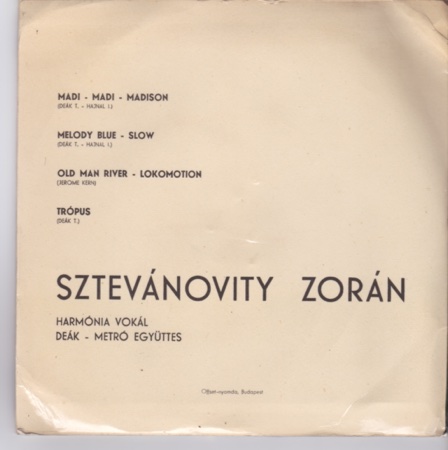 MADI - MADI - MADISON
(DEÁK T. - HAJNAL I.)
MELODY BLUE - SLOW
(DEÁK T. - HAJNAL I.)
OLD MAN RIVER - LOKOMOTION
(JEROME KERN)
TRÓPUS
(DEÁK T.)
SZTEVÁNOVITY ZORÁN
HARMÓNIA VOKÁL
DEÁK - METRÓ EGYÜTTES
Offset-nyomda, Budapest